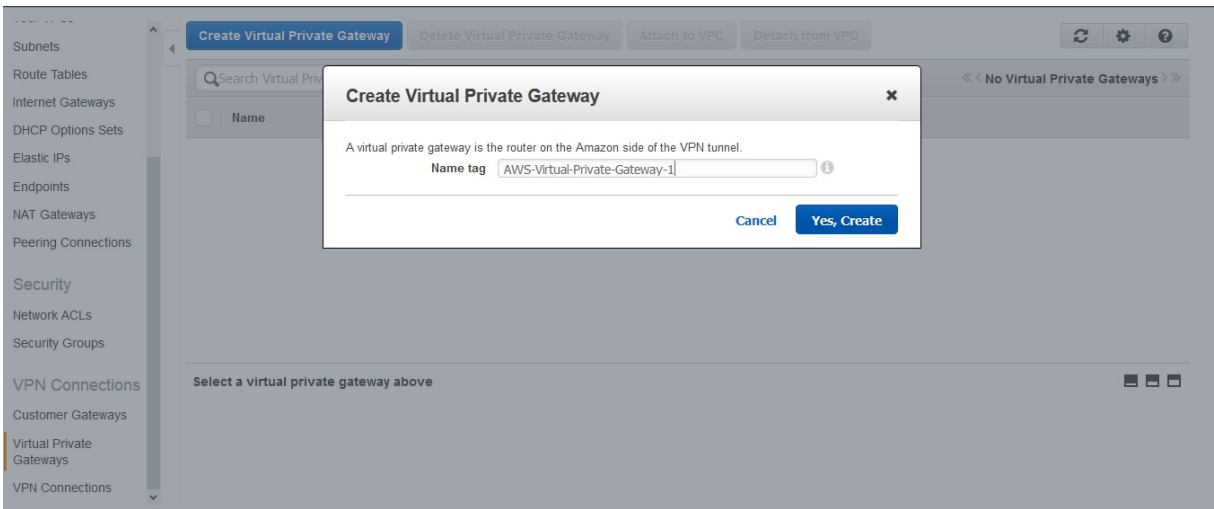 Subnets
Route Tables
Internet Gateways
DHCP Options Sets
Elastic IPs
Endpoints
NAT Gateways
Peering Connections
Security
Network ACLs
Security Groups
VPN Connections
Customer Gateways
Virtual Private
Gateways
VPN Connections
Create Virtual Private Gateway Delete Virtual Private Gateway Attach to VPC Detach from VPC
Search Virtual Priv
No Virtual Private Gateways
Name
Create Virtual Private Gateway
A virtual private gateway is the router on the Amazon side of the VPN tunnel.
Name tag AWS-Virtual-Private-Gateway-1
Cancel Yes, Create
Select a virtual private gateway above